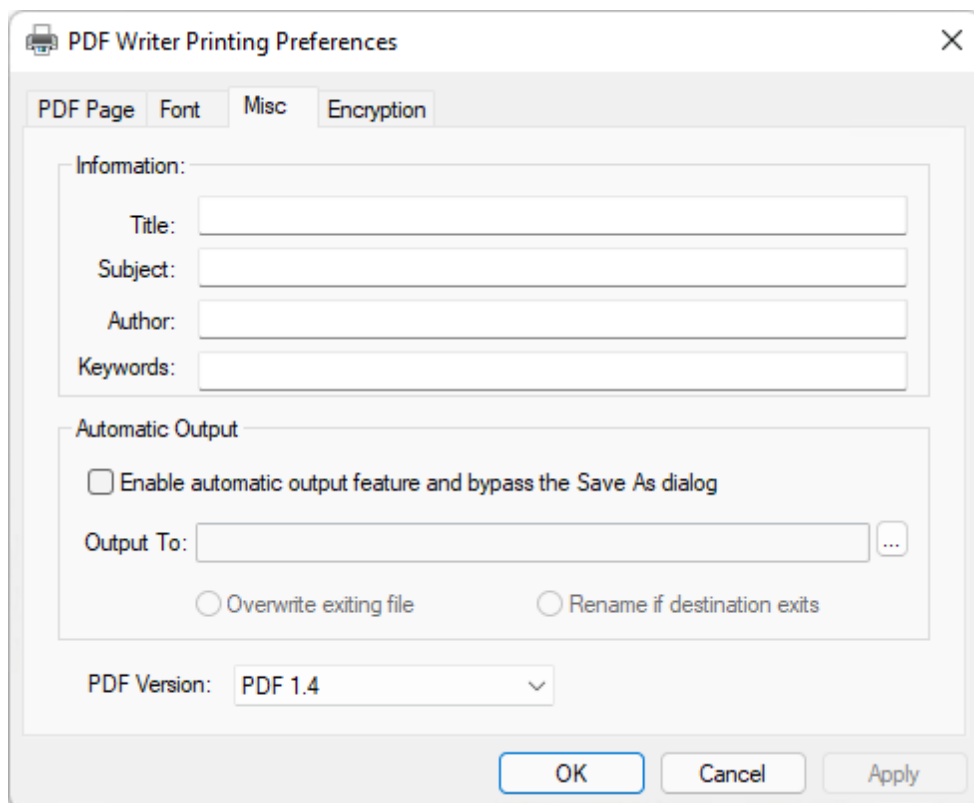 PDF Writer Printing Preferences
PDF Page Font Misc Encryption
Information:
Title:
Subject:
Author:
Keywords:
Automatic Output
Enable automatic output feature and bypass the Save As dialog
Output To: ...
Overwrite exiting file Rename if destination exits
PDF Version: PDF 1.4
OK Cancel Apply